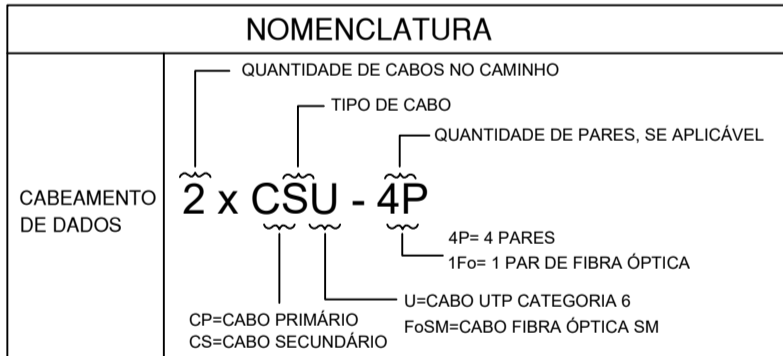 NOMENCLATURA
QUANTIDADE DE CABOS NO CAMINHO
TIPO DE CABO
QUANTIDADE DE PARES, SE APLICÁVEL
CABEAMENTO
DE DADOS
2 x CSU - 4P
4P= 4 PARES
1Fo= 1 PAR DE FIBRA ÓPTICA
U=CABO UTP CATEGORIA 6
FoSM=CABO FIBRA ÓPTICA SM
CP=CABO PRIMÁRIO
CS=CABO SECUNDÁRIO